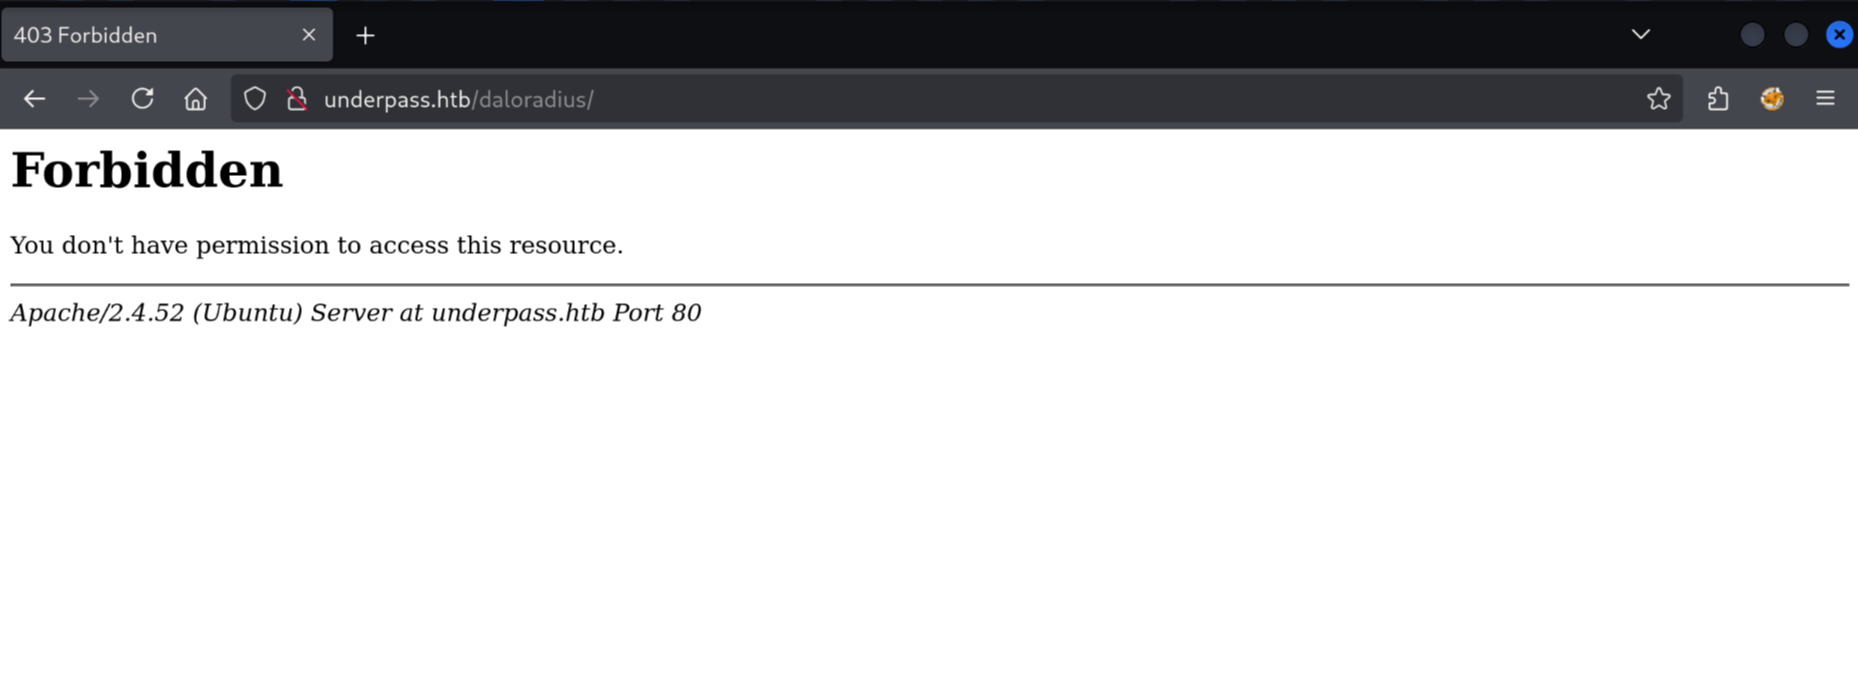 403 Forbidden
underpass.htb/daloradius/
Forbidden
You don't have permission to access this resource.
Apache/2.4.52 (Ubuntu) Server at underpass.htb Port 80